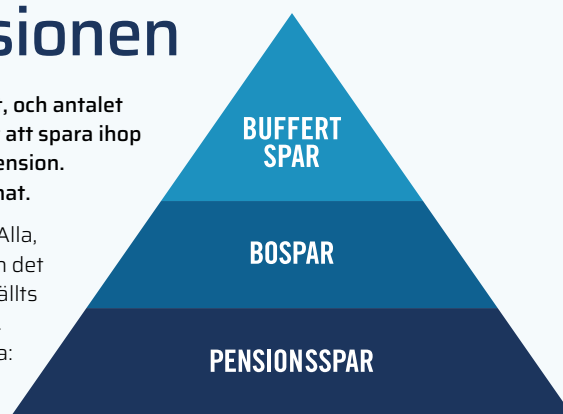 sionen
, och antalet
att spara ihop
ension.
nat.
Alla,
n det
ällts
a:
BUFFERT
SPAR
BOSPAR
PENSIONSSPAR